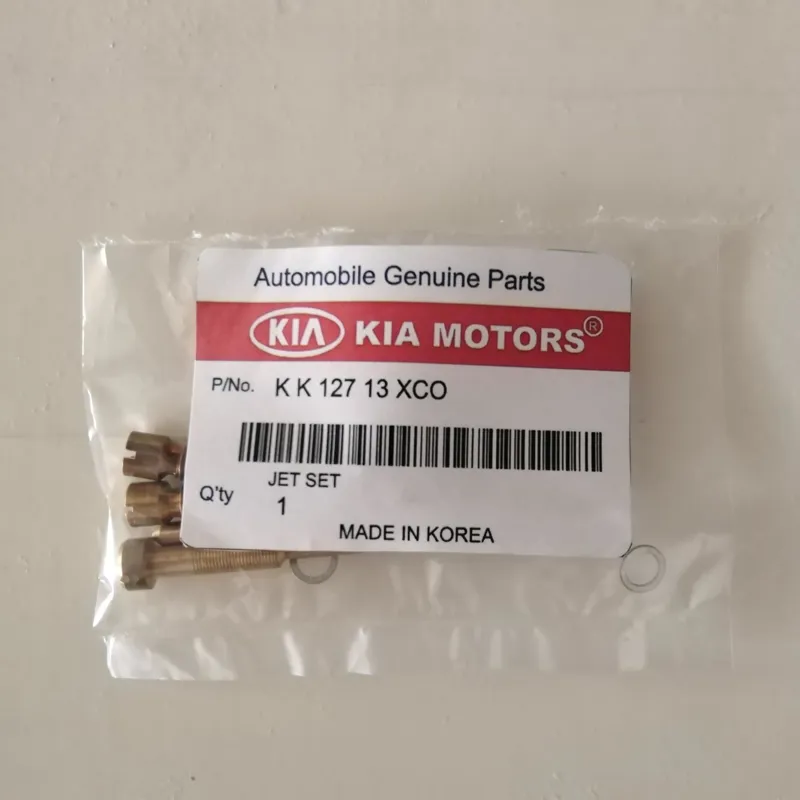 Automobile Genuine Parts
KIA KIA MOTORS®
P/No. K K 127 13 XCO
JET SET
Q'ty 1
MADE IN KOREA